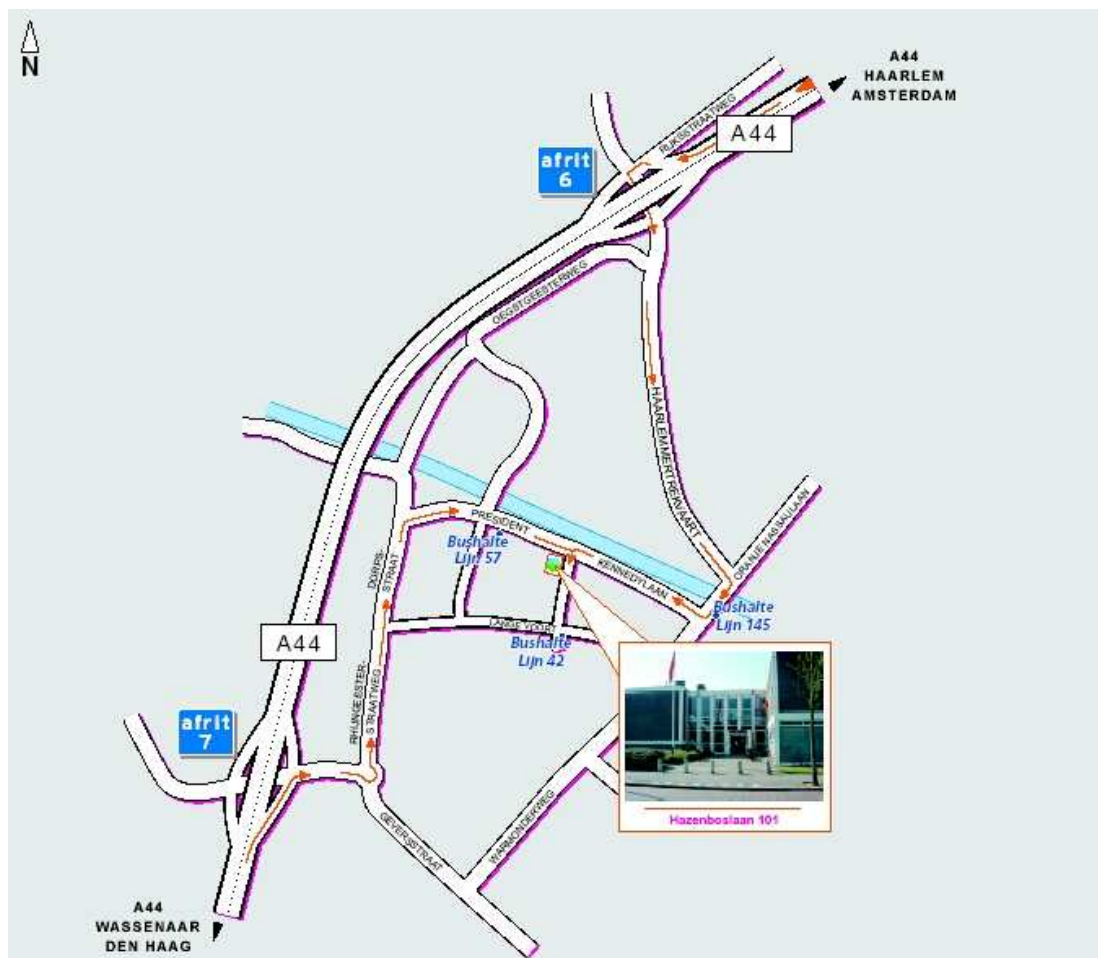 N
A44
HAARLEM
AMSTERDAM
RIJKSSTRAATWEG
A44
afrit
6
OEGSTGEESTERWEG
HAARLEMMERTREKVAART
ORANJE NASSAULAAN
PRESIDENT
KENNEDYLAAN
Bushalte
Lijn 57
DORPS-
STRAAT
Bushalte
Lijn 145
LANGE VOORT
Bushalte
Lijn 42
A44
RHIJNGEESTER-
STRAATWEG
afrit
7
GEVERSSTRAAT
WARMONDERWEG
Hazenboslaan 101
A44
WASSENAAR
DEN HAAG